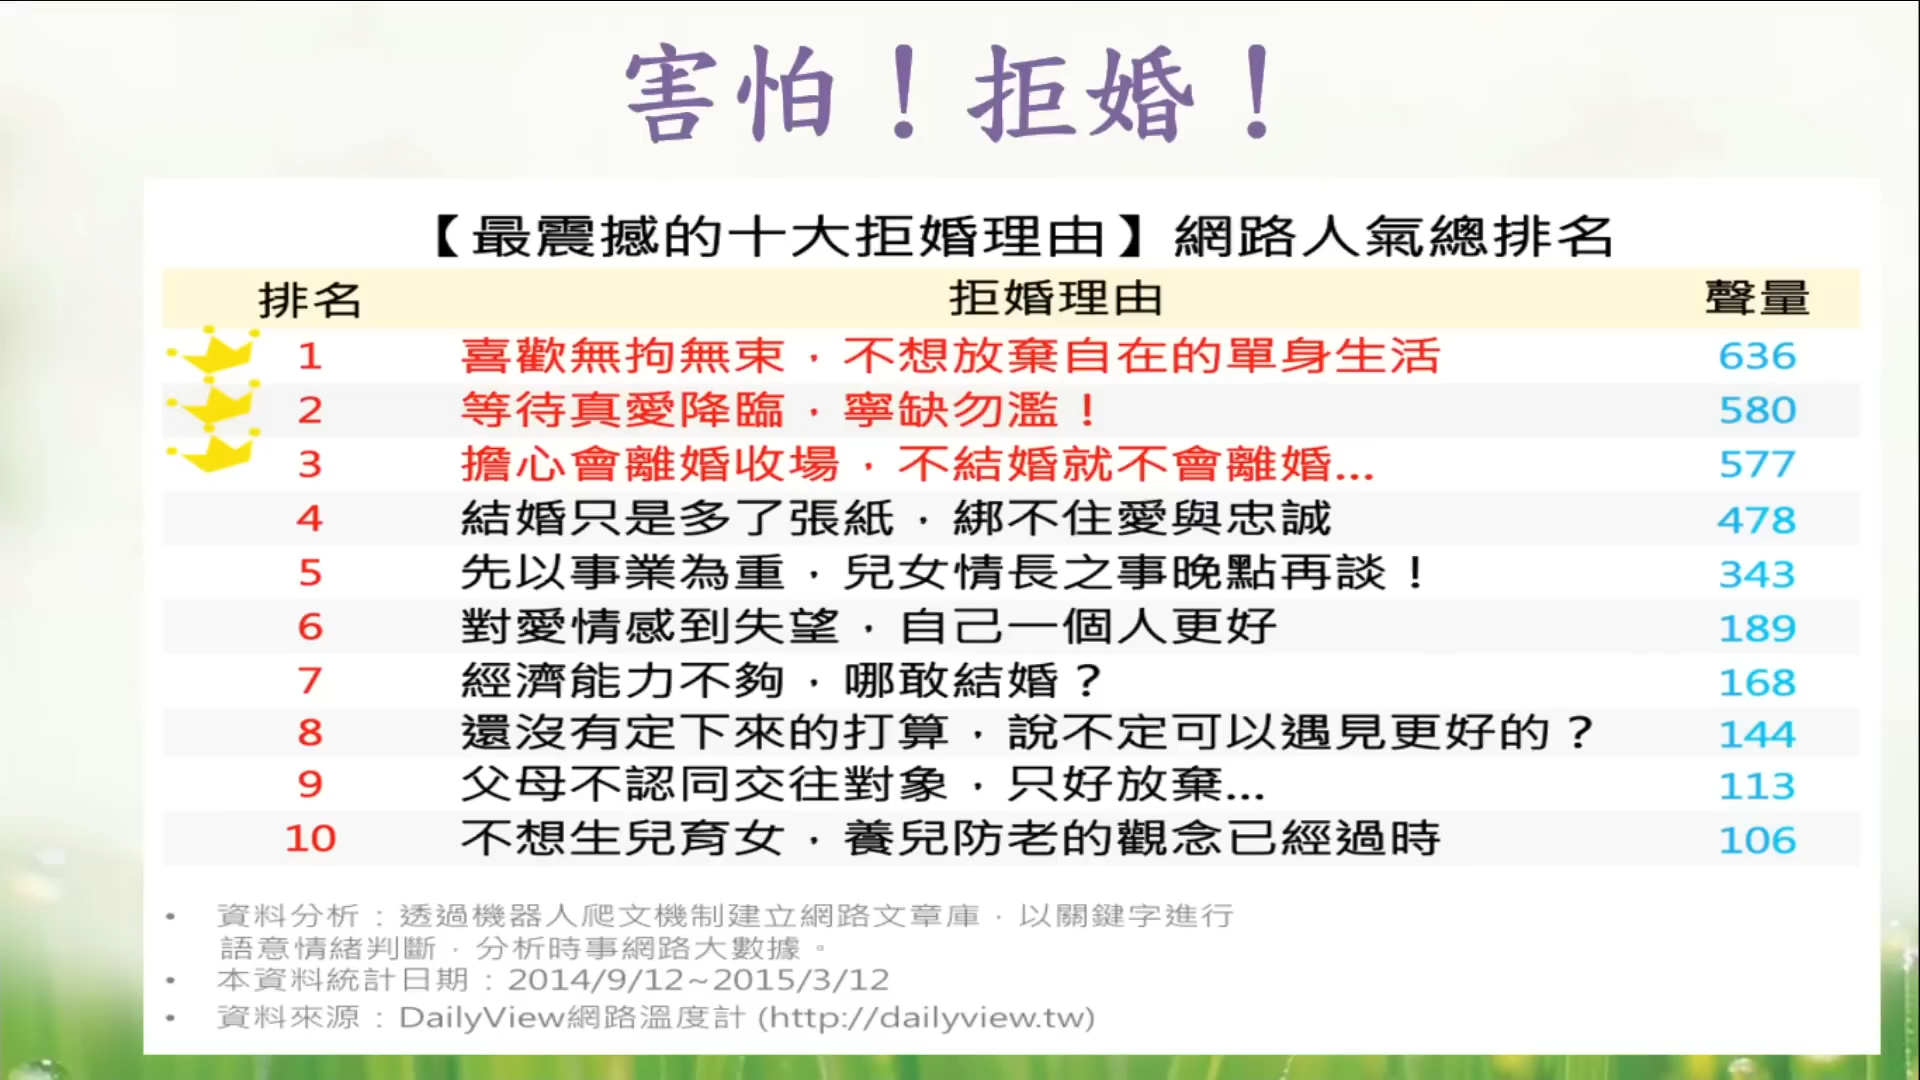 害怕！拒婚！
【最震撼的十大拒婚理由】網路人氣總排名
排名 拒婚理由 聲量
1 喜歡無拘無束，不想放棄自在的單身生活 636
2 等待真愛降臨，寧缺勿濫！ 580
3 擔心會離婚收場，不結婚就不會離婚... 577
4 結婚只是多了張紙，綁不住愛與忠誠 478
5 先以事業為重，兒女情長之事晚點再談！ 343
6 對愛情感到失望，自己一個人更好 189
7 經濟能力不夠，哪敢結婚？ 168
8 還沒有定下來的打算，說不定可以遇見更好的？ 144
9 父母不認同交往對象，只好放棄... 113
10 不想生兒育女，養兒防老的觀念已經過時 106
• 資料分析：透過機器人爬文機制建立網路文章庫，以關鍵字進行
語意情緒判斷，分析時事網路大數據。
• 本資料統計日期：2014/9/12~2015/3/12
• 資料來源：DailyView網路溫度計 (http://dailyview.tw)